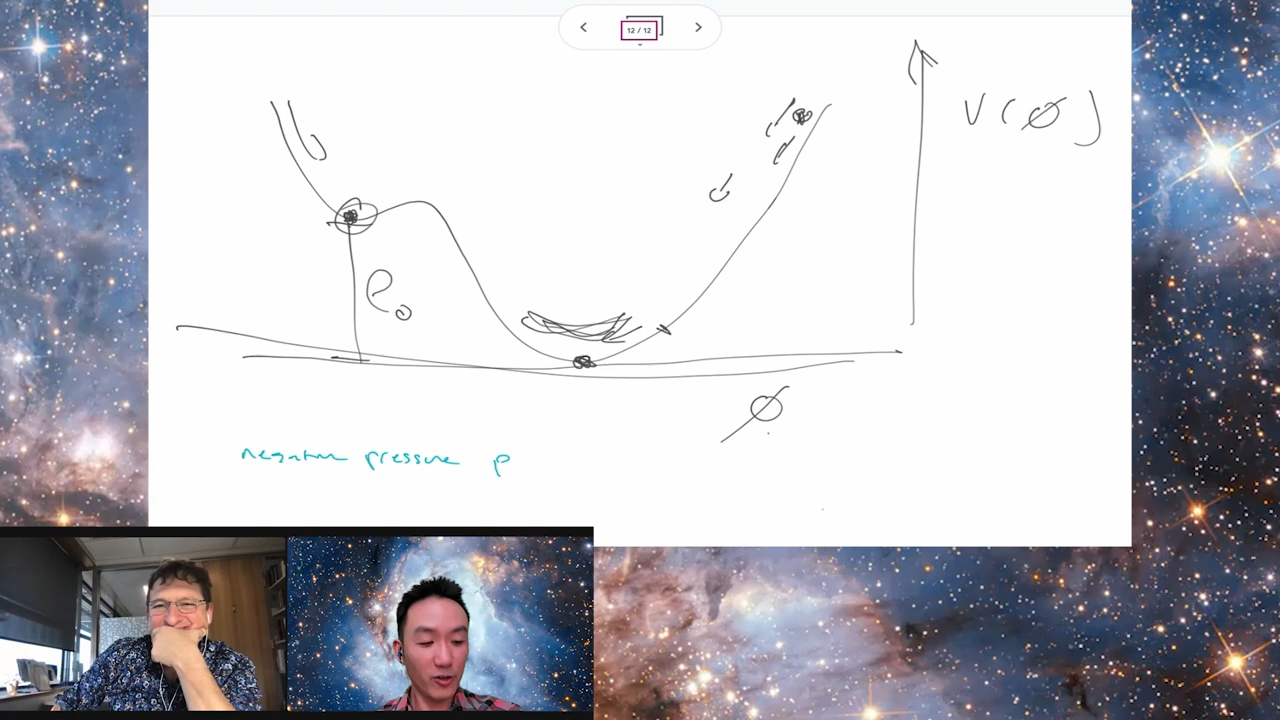 12 / 12
V(φ)
ρ₀
φ
negative pressure p